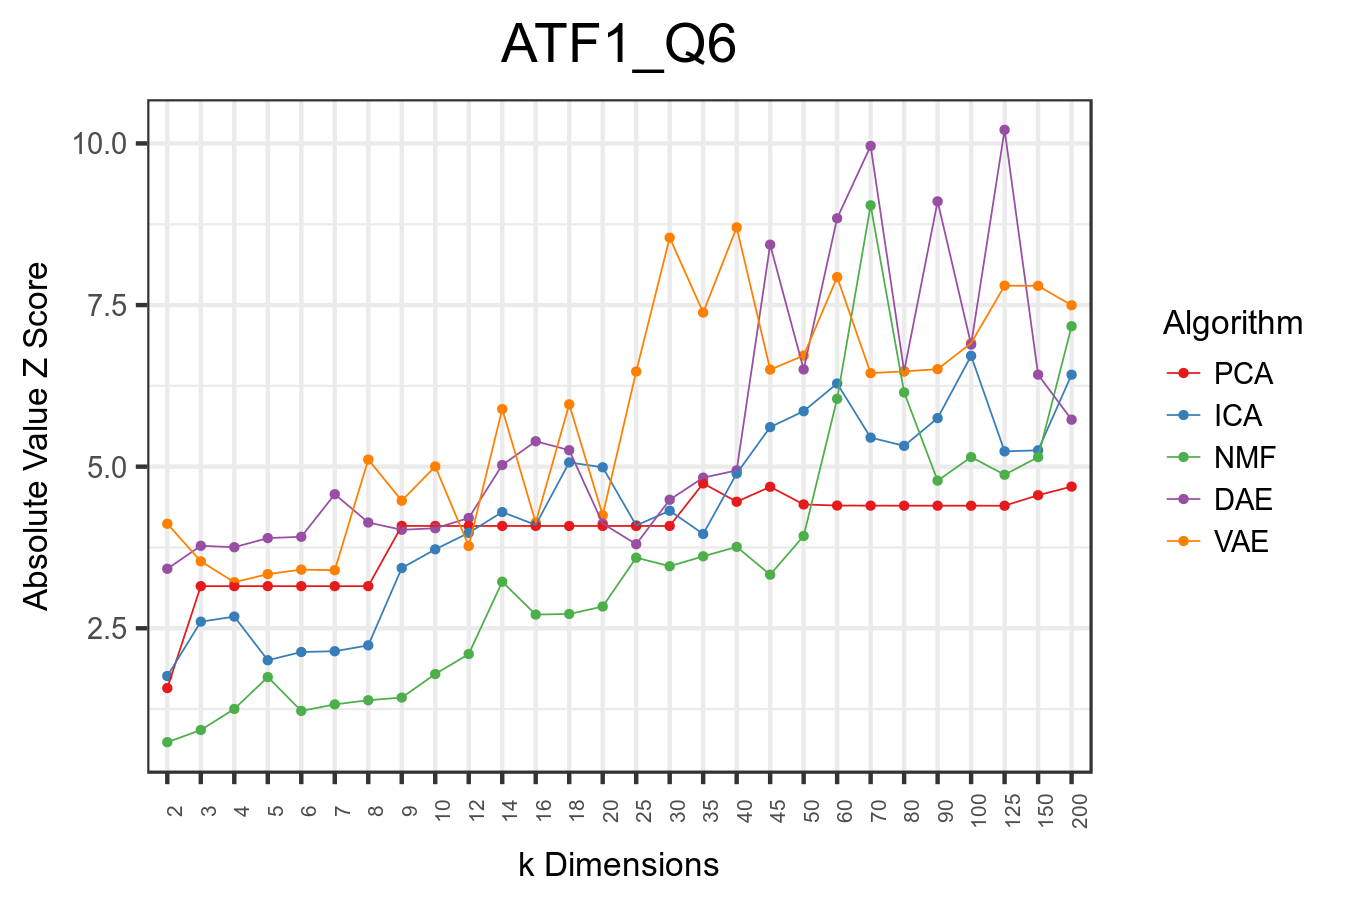 ATF1_Q6
Absolute Value Z Score
10.0
7.5
5.0
2.5
2 3 4 5 6 7 8 9 10 12 14 16 18 20 25 30 35 40 45 50 60 70 80 90 100 125 150 200
k Dimensions
Algorithm
PCA
ICA
NMF
DAE
VAE